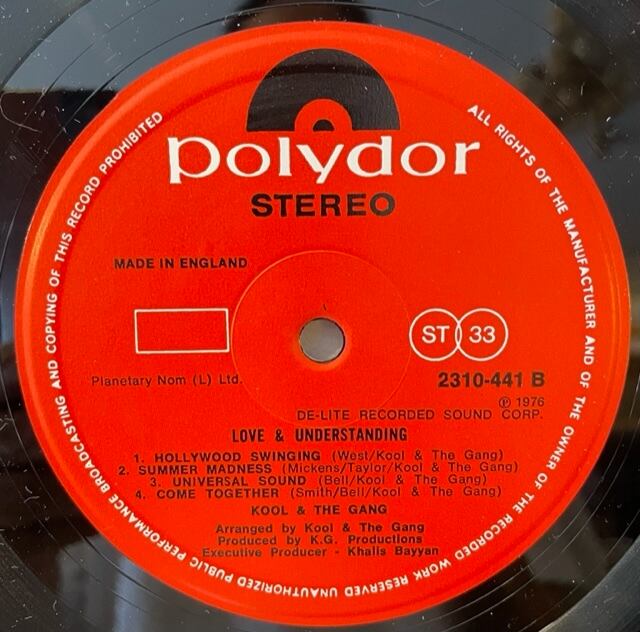 polydor
STEREO
MADE IN ENGLAND
ST 33
Planetary Nom (L) Ltd.
2310-441 B
℗ 1976
DE-LITE RECORDED SOUND CORP.
LOVE & UNDERSTANDING
1. HOLLYWOOD SWINGING (West/Kool & The Gang)
2. SUMMER MADNESS (Mickens/Taylor/Kool & The Gang)
3. UNIVERSAL SOUND (Bell/Kool & The Gang)
4. COME TOGETHER (Smith/Bell/Kool & The Gang)
KOOL & THE GANG
Arranged by Kool & The Gang
Produced by K.G. Productions
Executive Producer - Khalis Bayyan
ALL RIGHTS OF THE MANUFACTURER AND OF THE OWNER OF THE RECORDED WORK RESERVED UNAUTHORIZED PUBLIC PERFORMANCE BROADCASTING AND COPYING OF THIS RECORD PROHIBITED